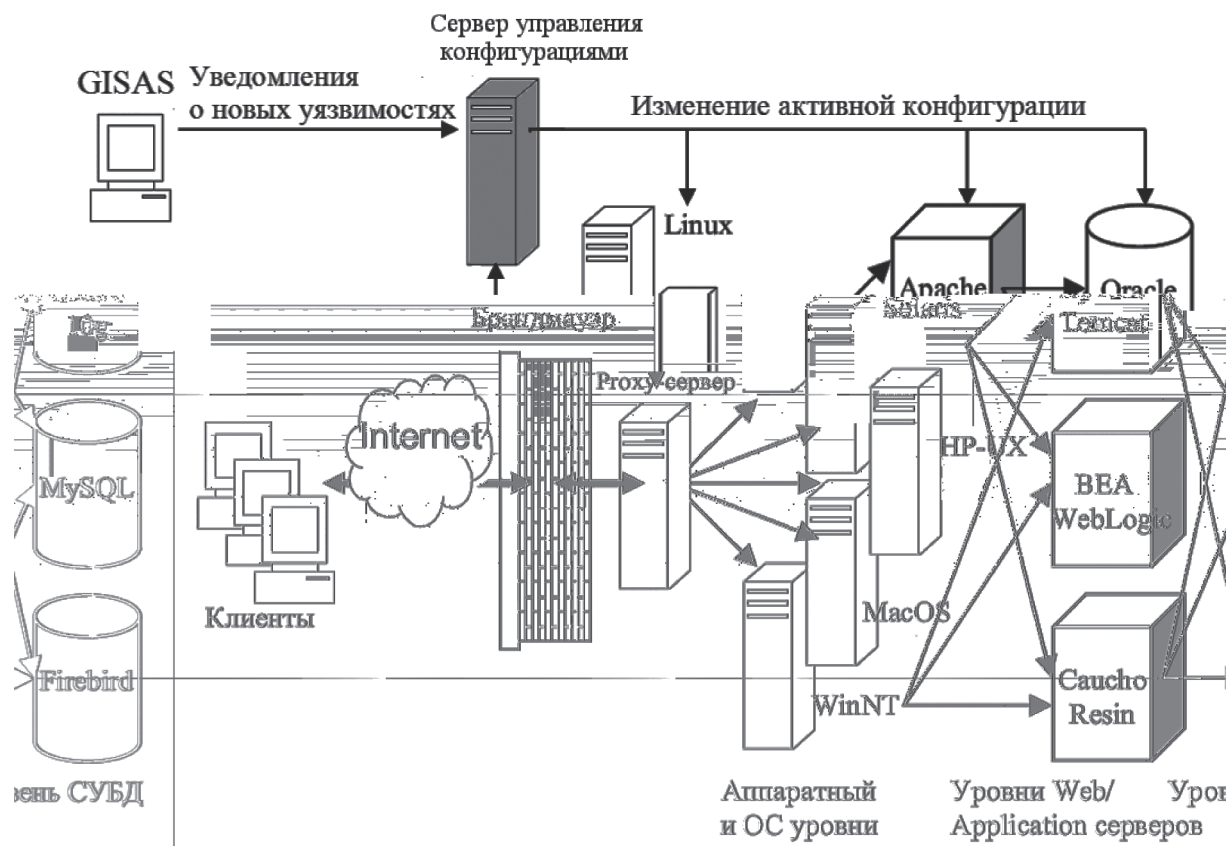 Сервер управления
конфигурациями
GISAS
Уведомления
о новых уязвимостях
Изменение активной конфигурации
Linux
Apache
Oracle
Solaris
Tomcat
Брандмауэр
Proxy-сервер
Internet
HP-UX
MySQL
BEA
WebLogic
Клиенты
MacOS
Firebird
WinNT
Caucho
Resin
вень СУБД
Аппаратный
и ОС уровни
Уровни Web/
Application серверов
Уров